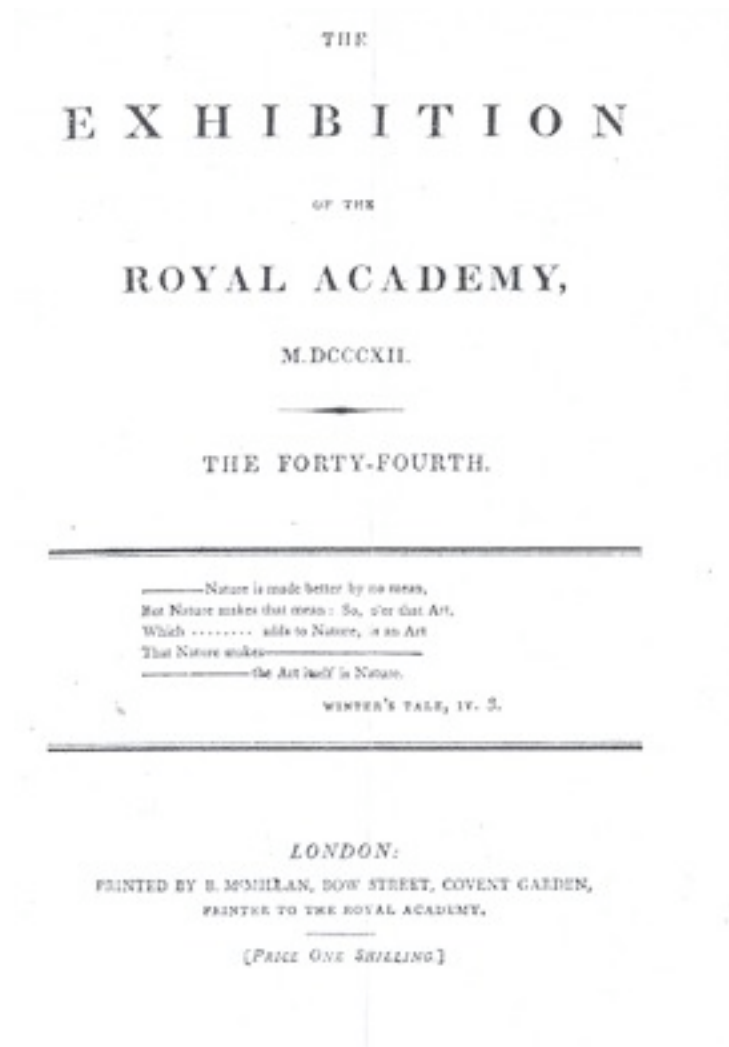 THE
EXHIBITION
OF THE
ROYAL ACADEMY,
M.DCCCXII.
THE FORTY-FOURTH.
————Nature is made better by no mean,
But Nature makes that mean: So, o'er that Art,
Which ........ adds to Nature, is an Art
That Nature makes————
————the Art itself is Nature.
WINTER'S TALE, IV. 3.
LONDON:
PRINTED BY B. McMILLAN, BOW STREET, COVENT GARDEN,
PRINTER TO THE ROYAL ACADEMY.
[PRICE ONE SHILLING]